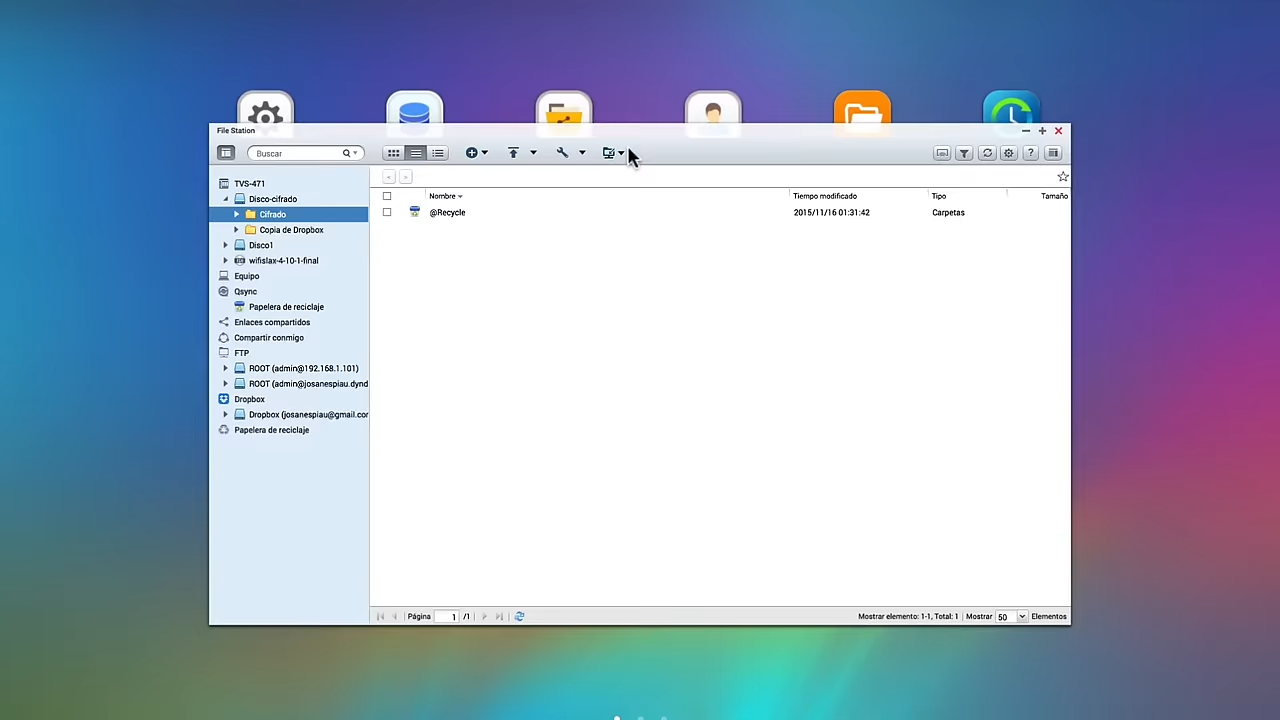 File Station
Buscar
TVS-471
Disco-cifrado
Cifrado
Copia de Dropbox
Disco1
wifislax-4-10-1-final
Equipo
Qsync
Papelera de reciclaje
Enlaces compartidos
Compartir conmigo
FTP
ROOT (admin@192.168.1.101)
ROOT (admin@josanespiau.dynd
Dropbox
Dropbox (josanespiau@gmail.cor
Papelera de reciclaje
Nombre Tiempo modificado Tipo Tamaño
@Recycle 2015/11/16 01:31:42 Carpetas
Página 1 /1 Mostrar elemento: 1-1, Total: 1 Mostrar 50 Elementos